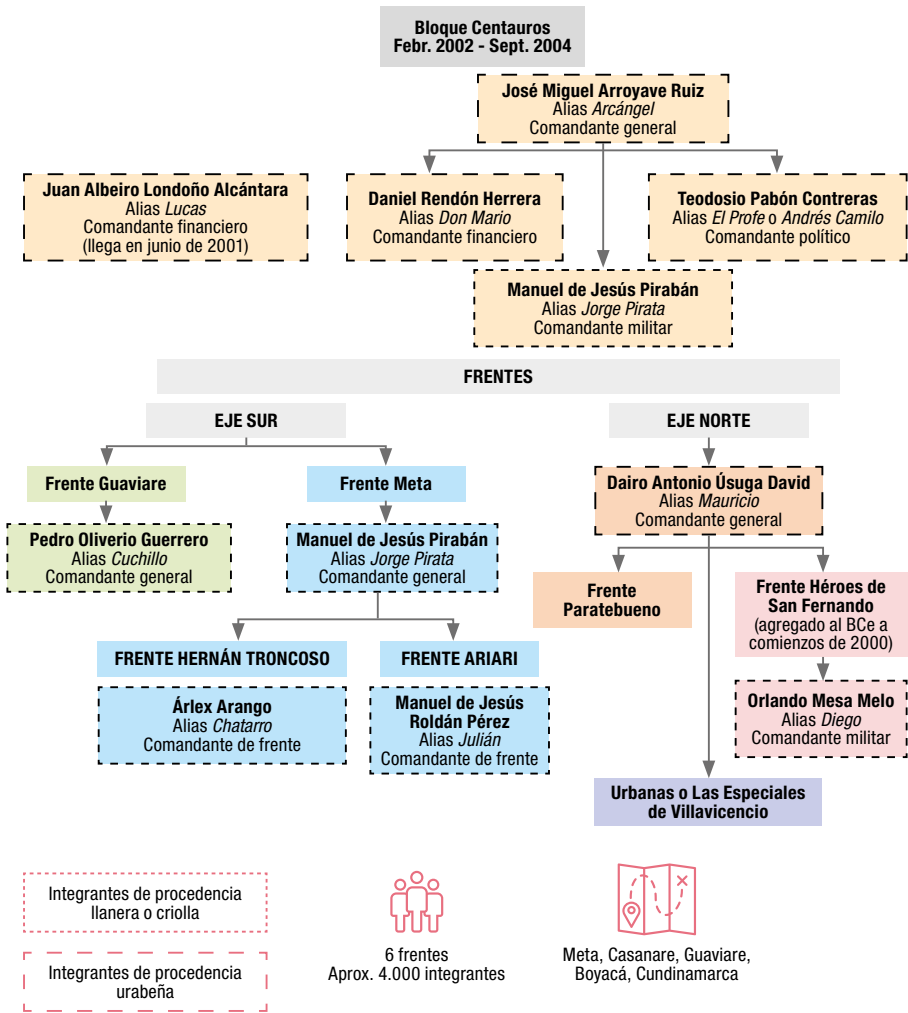 Bloque Centauros
Febr. 2002 - Sept. 2004
José Miguel Arroyave Ruiz
Alias Arcángel
Comandante general
Juan Albeiro Londoño Alcántara
Alias Lucas
Comandante financiero
(llega en junio de 2001)
Daniel Rendón Herrera
Alias Don Mario
Comandante financiero
Teodosio Pabón Contreras
Alias El Profe o Andrés Camilo
Comandante político
Manuel de Jesús Pirabán
Alias Jorge Pirata
Comandante militar
FRENTES
EJE SUR
EJE NORTE
Frente Guaviare
Frente Meta
Pedro Oliverio Guerrero
Alias Cuchillo
Comandante general
Manuel de Jesús Pirabán
Alias Jorge Pirata
Comandante general
Dairo Antonio Úsuga David
Alias Mauricio
Comandante general
Frente
Paratebueno
Frente Héroes de
San Fernando
(agregado al BCe a
comienzos de 2000)
FRENTE HERNÁN TRONCOSO
FRENTE ARIARI
Árlex Arango
Alias Chatarro
Comandante de frente
Manuel de Jesús
Roldán Pérez
Alias Julián
Comandante de frente
Orlando Mesa Melo
Alias Diego
Comandante militar
Urbanas o Las Especiales
de Villavicencio
Integrantes de procedencia
llanera o criolla
Integrantes de procedencia
urabeña
6 frentes
Aprox. 4.000 integrantes
Meta, Casanare, Guaviare,
Boyacá, Cundinamarca